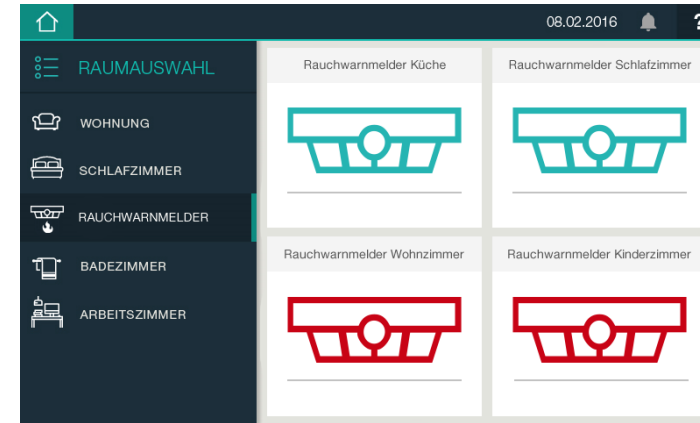 08.02.2016 ?
RAUMAUSWAHL
WOHNUNG
SCHLAFZIMMER
RAUCHWARNMELDER
BADEZIMMER
ARBEITSZIMMER
Rauchwarnmelder Küche
Rauchwarnmelder Schlafzimmer
Rauchwarnmelder Wohnzimmer
Rauchwarnmelder Kinderzimmer